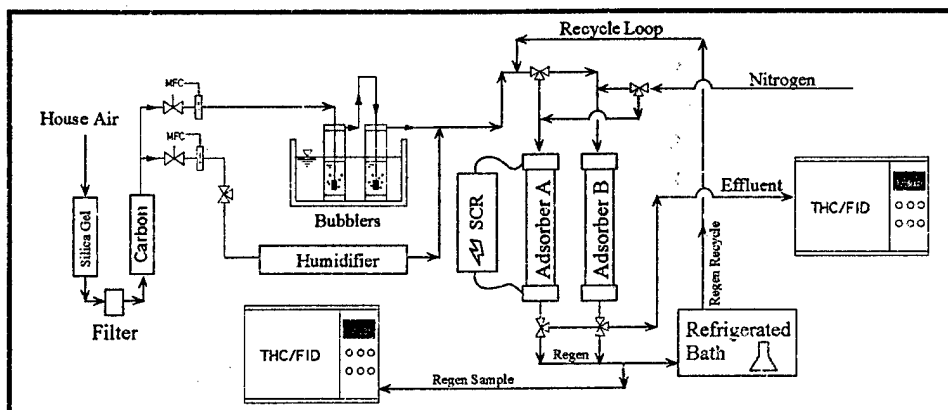 Recycle Loop
Nitrogen
MFC
House Air
MFC
Silica Gel
Carbon
Filter
Bubblers
Humidifier
SCR
Adsorber A
Adsorber B
Effluent
THC/FID
Regen Recycle
Refrigerated
Bath
Regen
THC/FID
Regen Sample